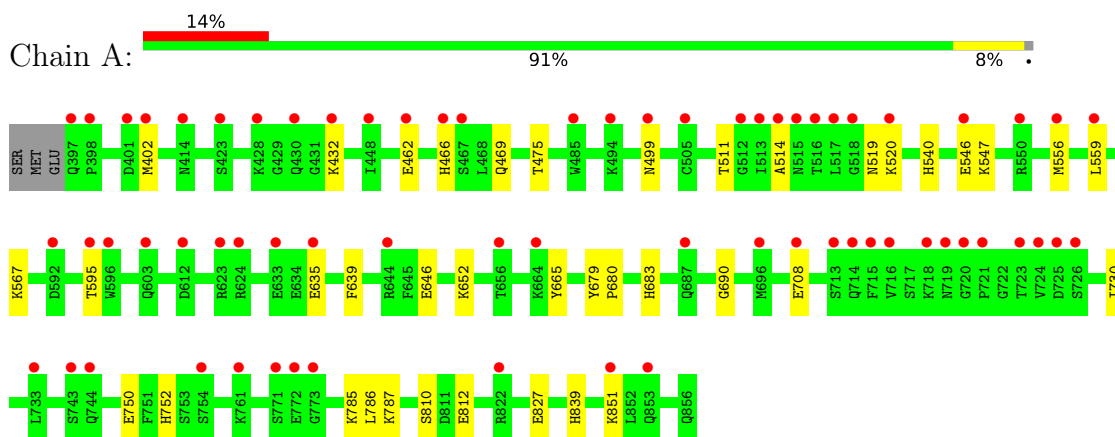 14%
Chain A:
91%
8%
•
SER MET GLU Q397 P398 D401 M402 N414 S423 K428 G429 Q430 G431 K432 I448 E462 H466 S467 L468 Q469 T475 W485 K494 N499 C505 T511 G512 I513 A514 N515 T516 L517 G518 N519 K520 H540 E546 K547 R550 M556 L559
K567 D592 T595 W596 Q603 D612 R623 R624 E633 E634 E635 F639 R644 F645 E646 K652 T656 K664 Y665 Y679 P680 H683 Q687 G690 M696 E708 S713 Q714 F715 V716 S717 K718 N719 G720 P721 G722 T723 V724 D725 S726
L733 S743 Q744 E750 F751 H752 S753 S754 K761 S771 E772 G773 K785 L786 K787 S810 D811 E812 R822 E827 H839 K851 L852 Q853 Q856